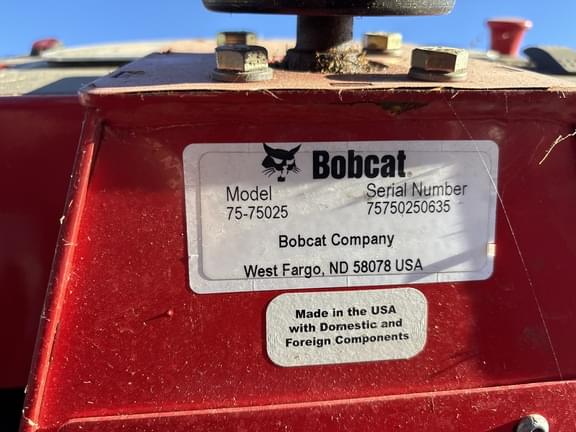 Bobcat
Model Serial Number
75-75025 75750250635
Bobcat Company
West Fargo, ND 58078 USA
Made in the USA
with Domestic and
Foreign Components